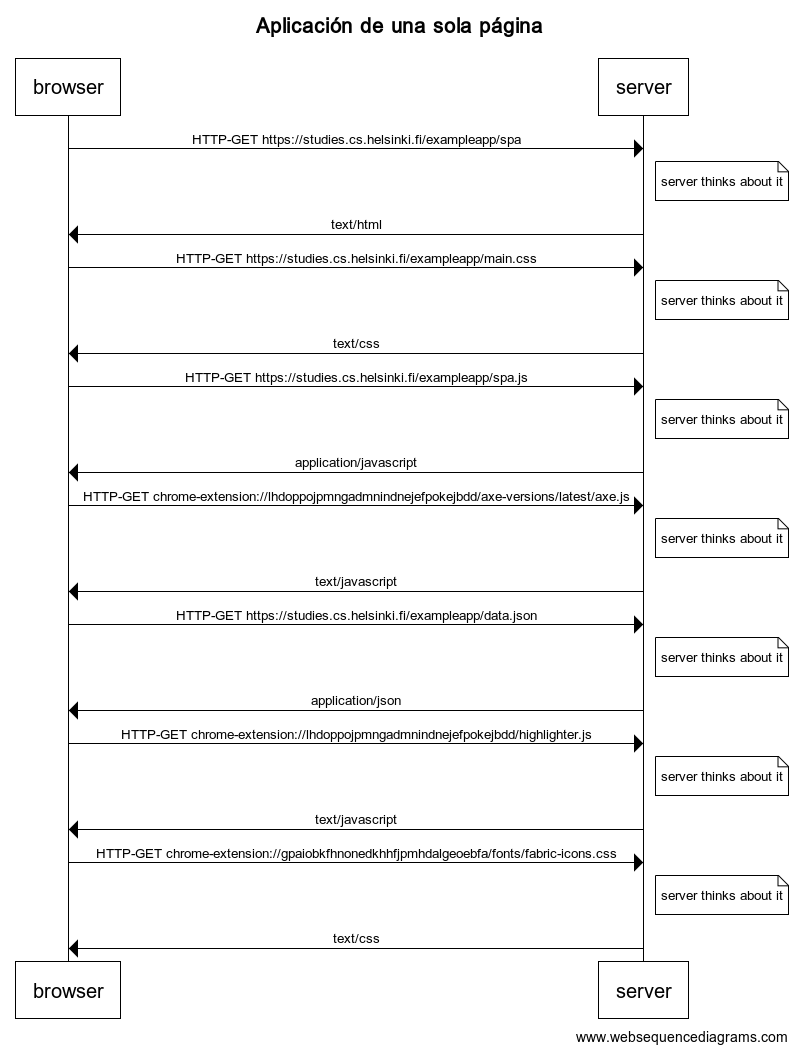 Aplicación de una sola página
browser
server
HTTP-GET https://studies.cs.helsinki.fi/exampleapp/spa
server thinks about it
text/html
HTTP-GET https://studies.cs.helsinki.fi/exampleapp/main.css
server thinks about it
text/css
HTTP-GET https://studies.cs.helsinki.fi/exampleapp/spa.js
server thinks about it
application/javascript
HTTP-GET chrome-extension://lhdoppojpmngadmnindnejefpokejbdd/axe-versions/latest/axe.js
server thinks about it
text/javascript
HTTP-GET https://studies.cs.helsinki.fi/exampleapp/data.json
server thinks about it
application/json
HTTP-GET chrome-extension://lhdoppojpmngadmnindnejefpokejbdd/highlighter.js
server thinks about it
text/javascript
HTTP-GET chrome-extension://gpaiobkfhnonedkhhfjpmhdalgeoebfa/fonts/fabric-icons.css
server thinks about it
text/css
browser
server
www.websequencediagrams.com